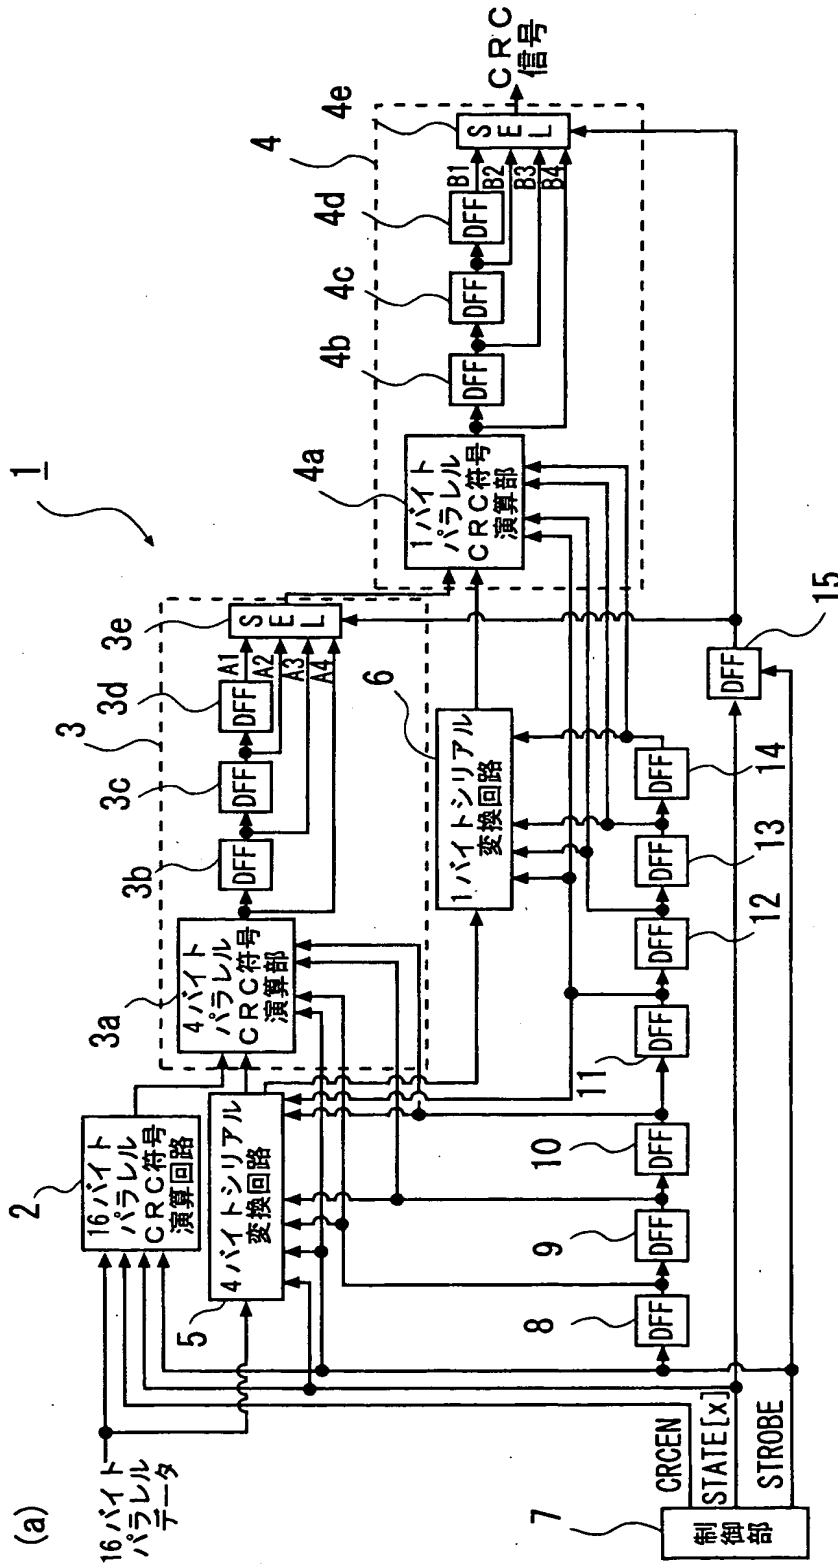 (a)
1
16バイト
パラレル
データ
2
16バイト
パラレル
CRC符号
演算回路
3
3a
4バイト
パラレル
CRC符号
演算部
3b
DFF
3c
DFF
3d
DFF
A1
A2
A3
A4
3e
SEL
5
4バイトシリアル
変換回路
6
1バイトシリアル
変換回路
4
4a
1バイト
パラレル
CRC符号
演算部
4b
DFF
4c
DFF
4d
DFF
B1
B2
B3
B4
4e
SEL
CRC
信号
8
DFF
9
DFF
10
DFF
11
DFF
12
DFF
13
DFF
14
DFF
15
DFF
7
制御部
CRCEN
STATE[x]
STROBE